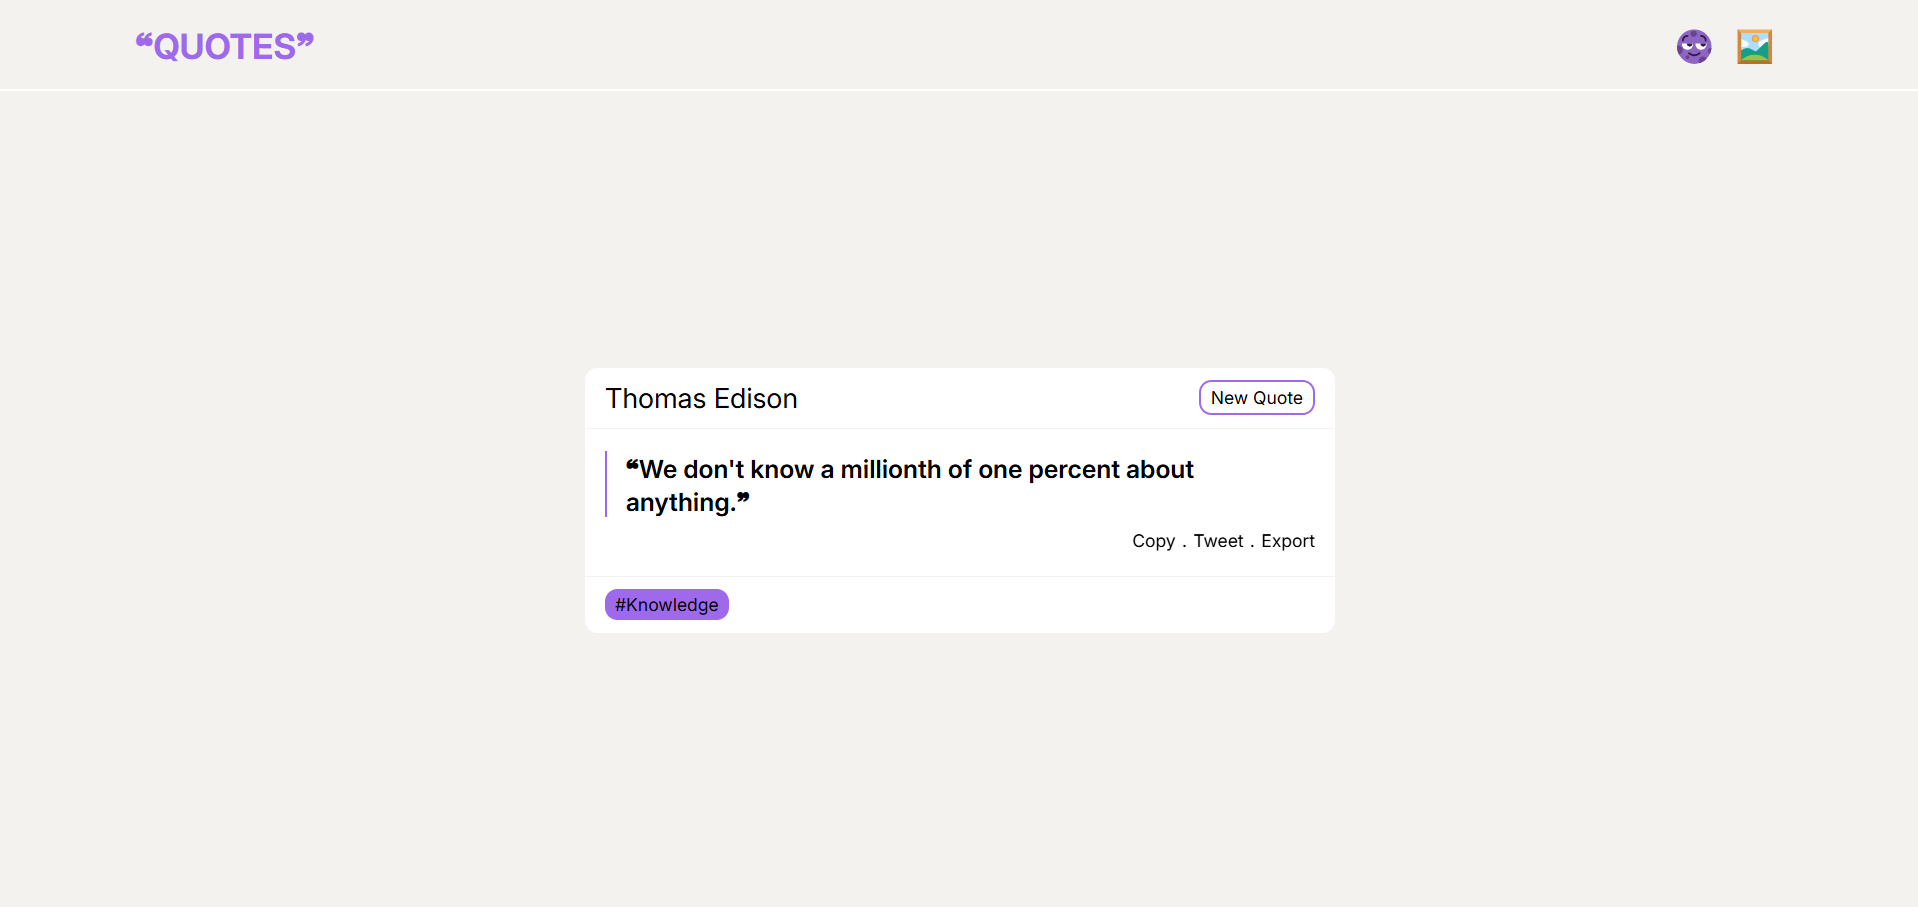 ❝QUOTES❞
Thomas Edison
New Quote
❝We don't know a millionth of one percent about
anything.❞
Copy . Tweet . Export
#Knowledge